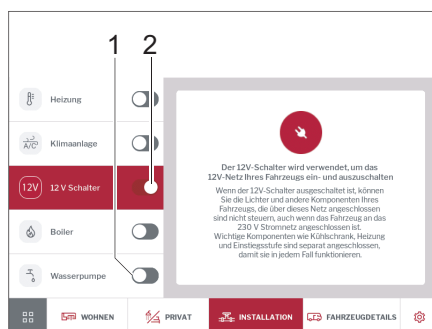 1 2
Heizung
A/C Klimaanlage
12V 12 V Schalter
Boiler
Wasserpumpe
Der 12V-Schalter wird verwendet, um das
12V-Netz Ihres Fahrzeugs ein- und auszuschalten
Wenn der 12V-Schalter ausgeschaltet ist, können
Sie die Lichter und andere Komponenten Ihres
Fahrzeugs, die über dieses Netz angeschlossen
sind nicht steuern, auch wenn das Fahrzeug an das
230 V Stromnetz angeschlossen ist.
Wichtige Komponenten wie Kühlschrank, Heizung
und Einstiegsstufe sind separat angeschlossen,
damit sie in jedem Fall funktionieren.
WOHNEN PRIVAT INSTALLATION FAHRZEUGDETAILS